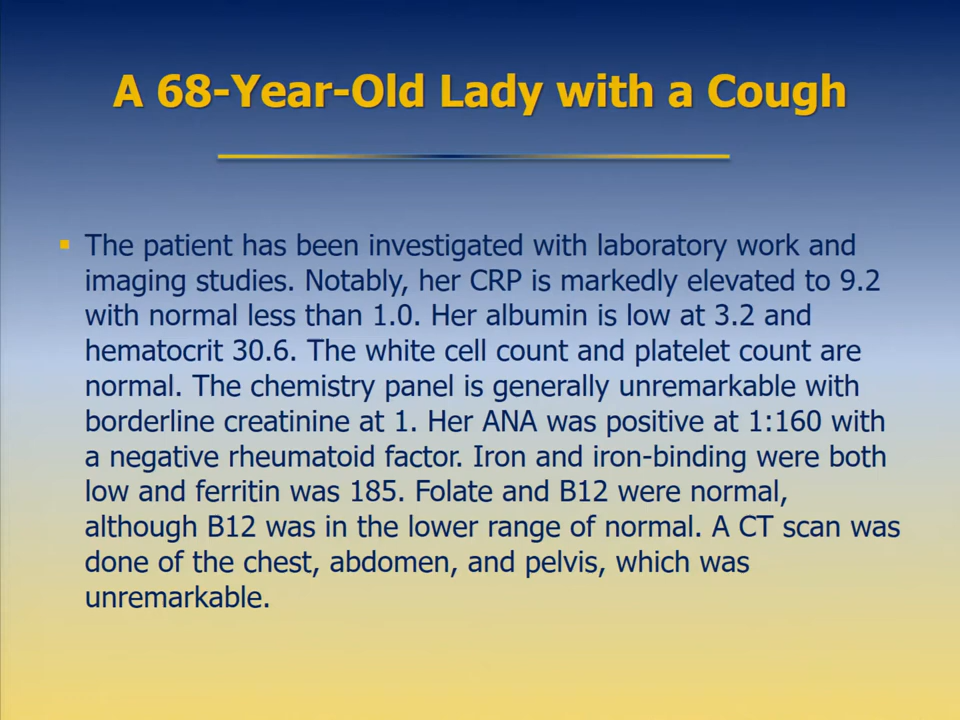 A 68-Year-Old Lady with a Cough
The patient has been investigated with laboratory work and
imaging studies. Notably, her CRP is markedly elevated to 9.2
with normal less than 1.0. Her albumin is low at 3.2 and
hematocrit 30.6. The white cell count and platelet count are
normal. The chemistry panel is generally unremarkable with
borderline creatinine at 1. Her ANA was positive at 1:160 with
a negative rheumatoid factor. Iron and iron-binding were both
low and ferritin was 185. Folate and B12 were normal,
although B12 was in the lower range of normal. A CT scan was
done of the chest, abdomen, and pelvis, which was
unremarkable.